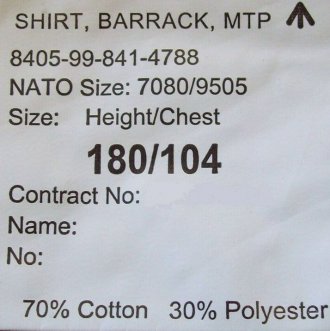 SHIRT, BARRACK, MTP
8405-99-841-4788
NATO Size: 7080/9505
Size: Height/Chest
180/104
Contract No:
Name:
No:
70% Cotton 30% Polyester